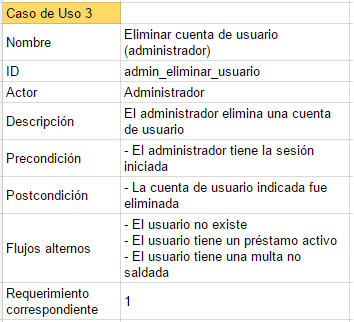 Caso de Uso 3
Nombre
Eliminar cuenta de usuario
(administrador)
ID
admin_eliminar_usuario
Actor
Administrador
Descripción
El administrador elimina una cuenta
de usuario
Precondición
- El administrador tiene la sesión
iniciada
Postcondición
- La cuenta de usuario indicada fue
eliminada
Flujos alternos
- El usuario no existe
- El usuario tiene un préstamo activo
- El usuario tiene una multa no
saldada
Requerimiento
correspondiente
1